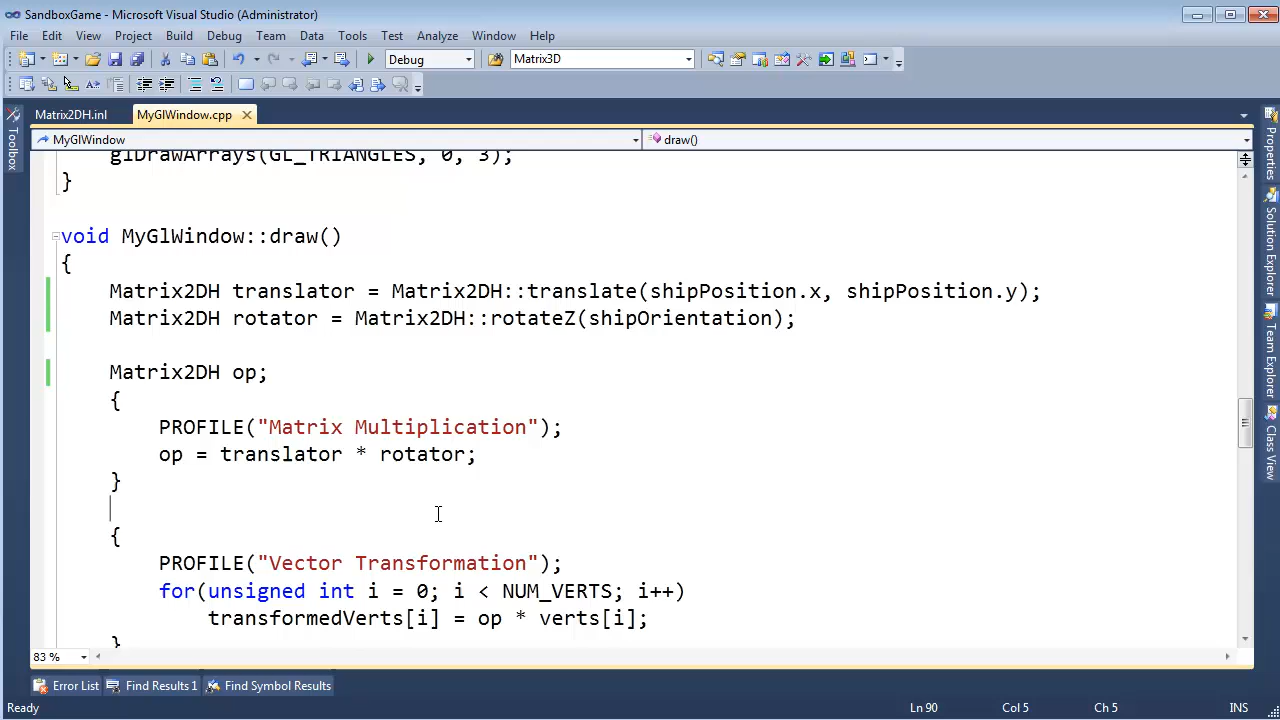 SandboxGame - Microsoft Visual Studio (Administrator)
File Edit View Project Build Debug Team Data Tools Test Analyze Window Help
Debug Matrix3D
Matrix2DH.inl MyGlWindow.cpp
MyGlWindow draw()
glDrawArrays(GL_TRIANGLES, 0, 3);
}
void MyGlWindow::draw()
{
Matrix2DH translator = Matrix2DH::translate(shipPosition.x, shipPosition.y);
Matrix2DH rotator = Matrix2DH::rotateZ(shipOrientation);
Matrix2DH op;
{
PROFILE("Matrix Multiplication");
op = translator * rotator;
}
{
PROFILE("Vector Transformation");
for(unsigned int i = 0; i < NUM_VERTS; i++)
transformedVerts[i] = op * verts[i];
}
83 %
Error List Find Results 1 Find Symbol Results
Ready Ln 90 Col 5 Ch 5 INS
Toolbox
Properties
Solution Explorer
Team Explorer
Class View